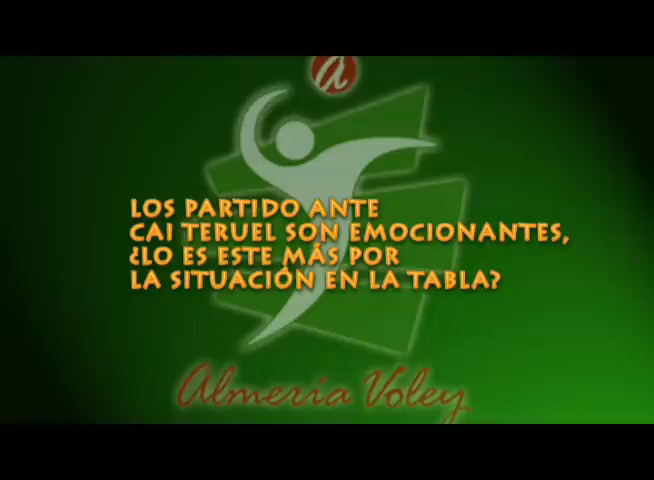 a
LOS PARTIDO ANTE
CAI TERUEL SON EMOCIONANTES,
¿LO ES ESTE MÁS POR
LA SITUACIÓN EN LA TABLA?
Almería Voley